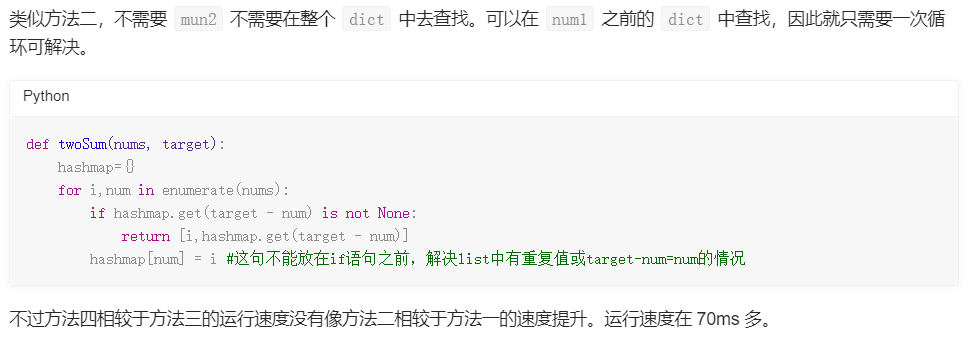 类似方法二，不需要 mun2 不需要在整个 dict 中去查找。可以在 num1 之前的 dict 中查找，因此就只需要一次循
环可解决。
Python
def twoSum(nums, target):
    hashmap={}
    for i,num in enumerate(nums):
        if hashmap.get(target - num) is not None:
            return [i,hashmap.get(target - num)]
        hashmap[num] = i #这句不能放在if语句之前，解决list中有重复值或target-num=num的情况
不过方法四相较于方法三的运行速度没有像方法二相较于方法一的速度提升。运行速度在 70ms 多。